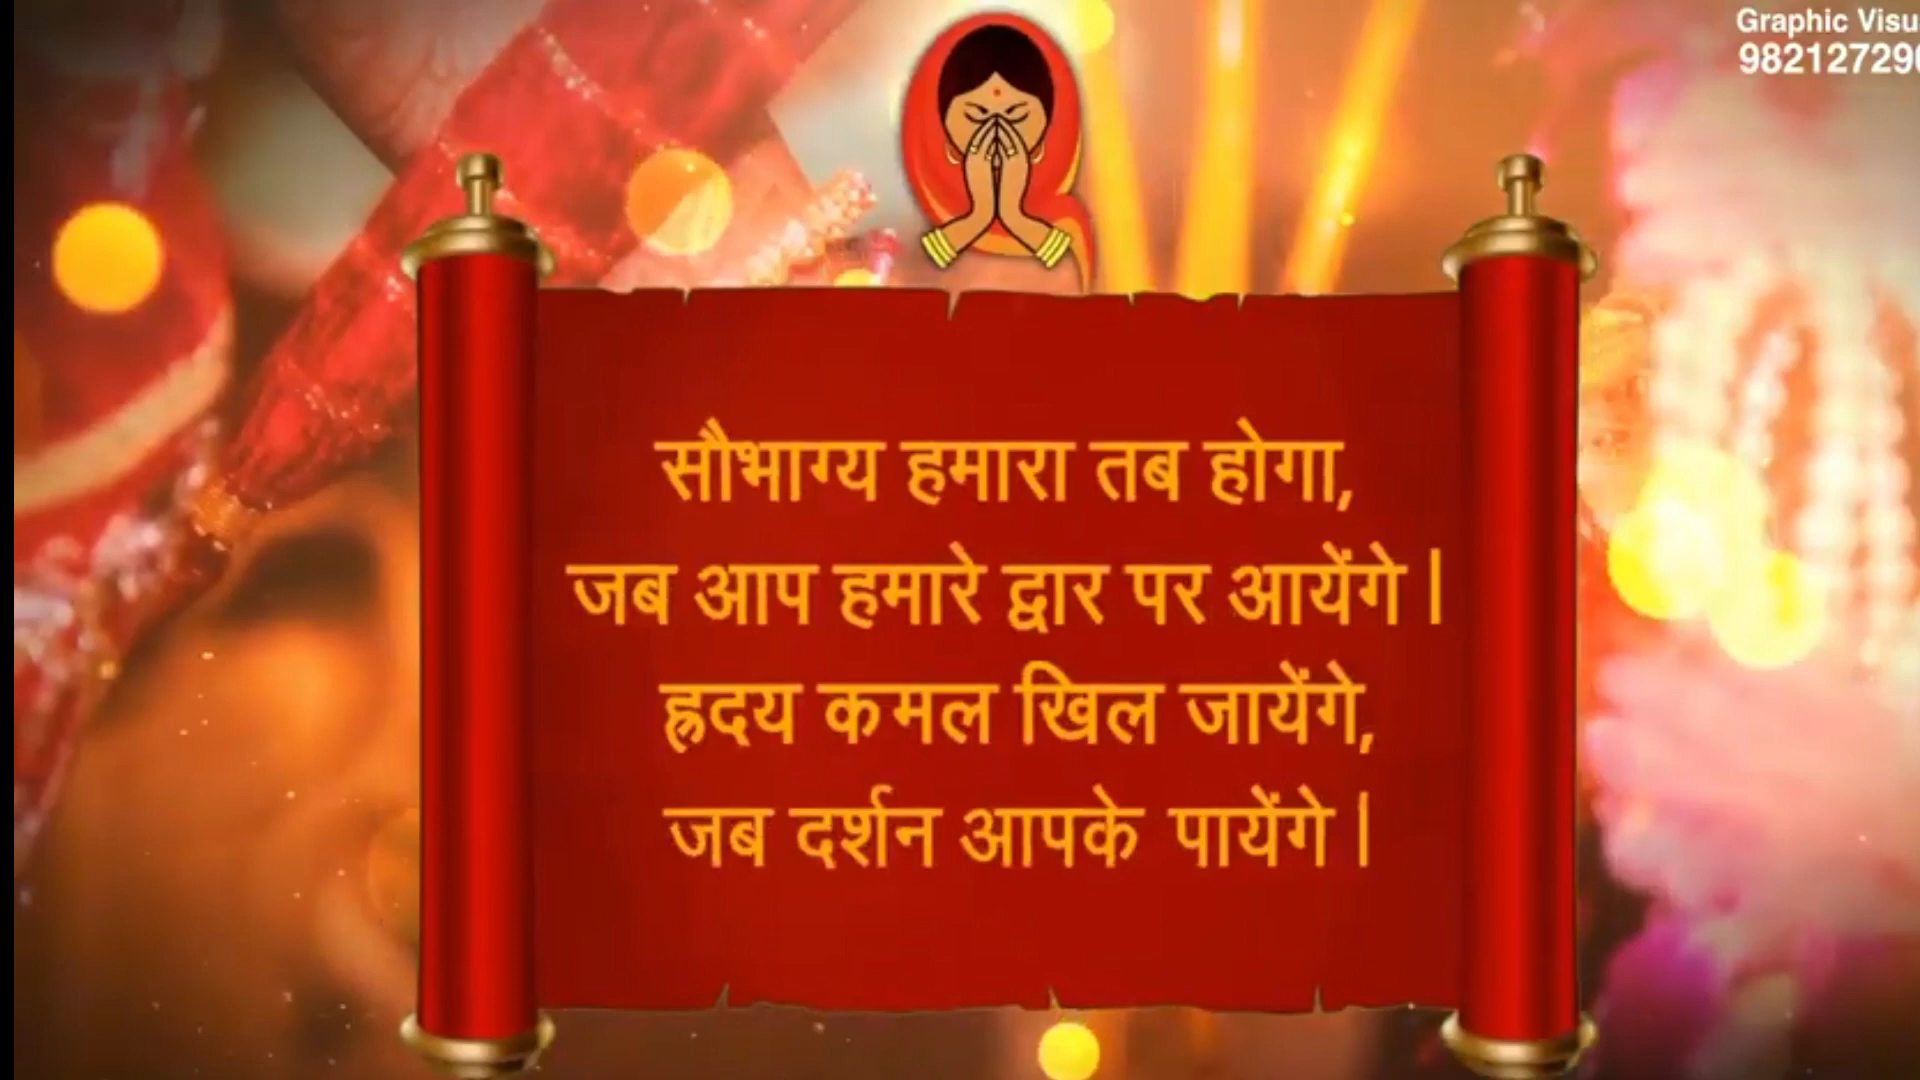 Graphic Visu
982127290
सौभाग्य हमारा तब होगा,
जब आप हमारे द्वार पर आयेंगे |
ह्रदय कमल खिल जायेंगे,
जब दर्शन आपके पायेंगे |